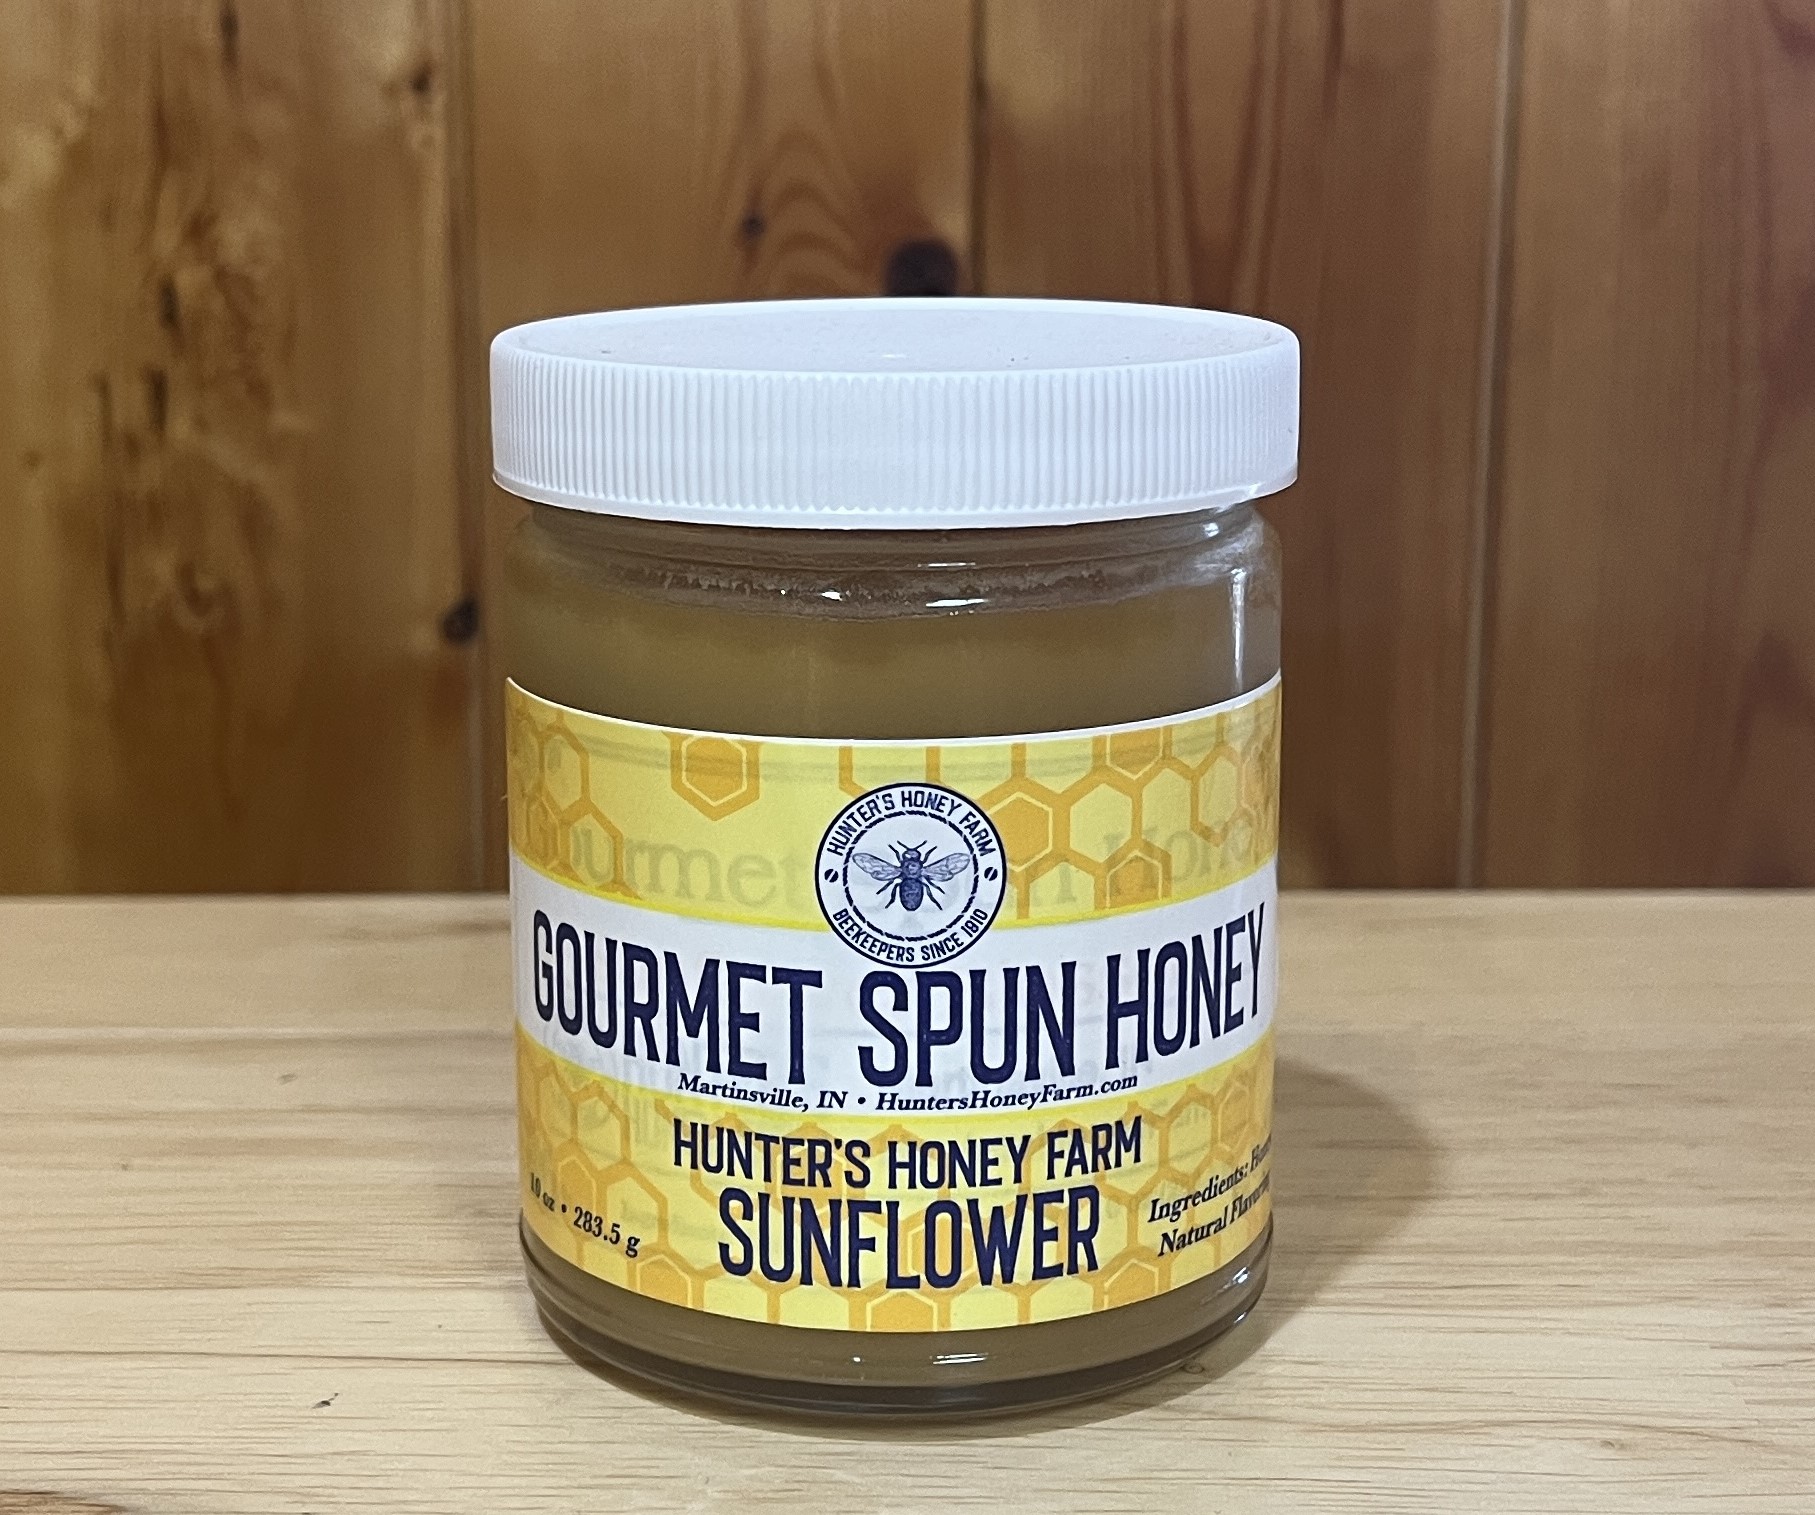 HUNTER'S HONEY FARM
BEEKEEPERS SINCE 1910
GOURMET SPUN HONEY
Martinsville, IN • HuntersHoneyFarm.com
HUNTER'S HONEY FARM
SUNFLOWER
10 oz • 283.5 g
Ingredients:
Natural